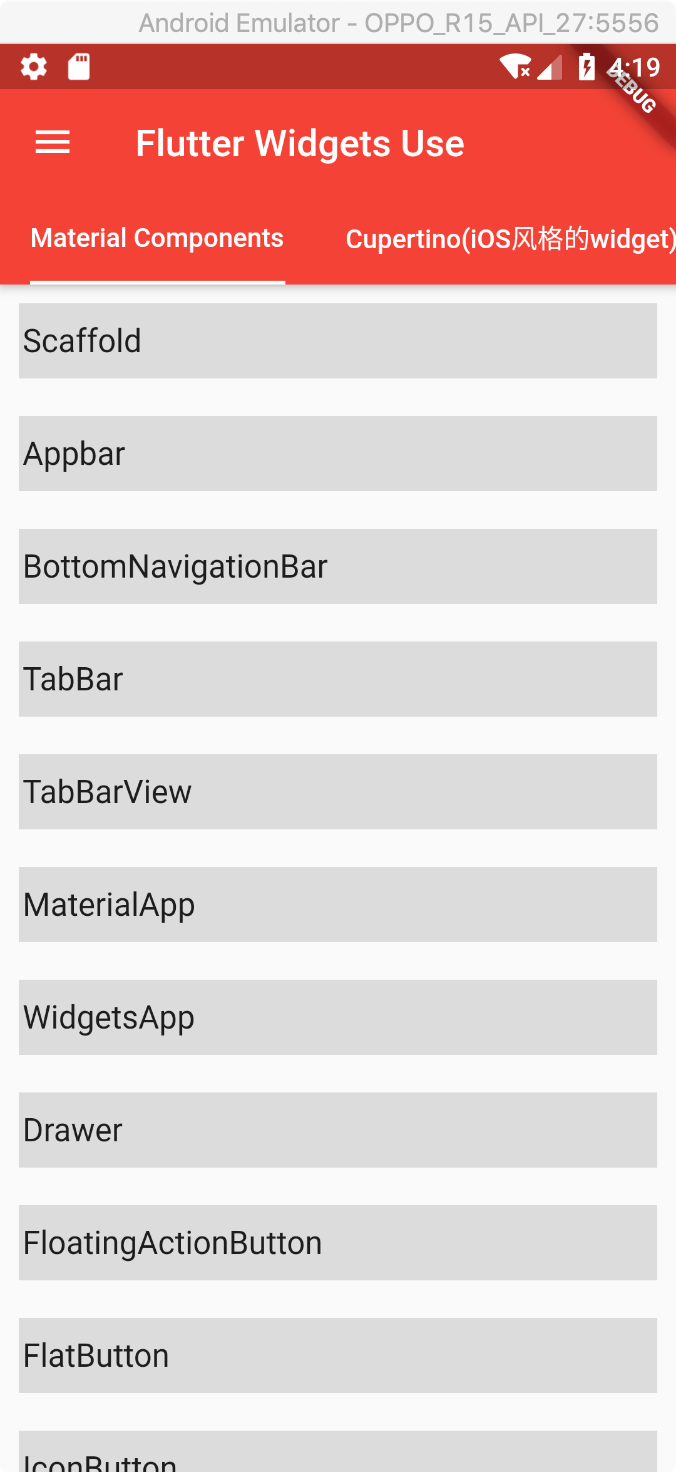 Android Emulator - OPPO_R15_API_27:5556
4:19
DEBUG
Flutter Widgets Use
Material Components
Cupertino(iOS风格的widget)
Scaffold
Appbar
BottomNavigationBar
TabBar
TabBarView
MaterialApp
WidgetsApp
Drawer
FloatingActionButton
FlatButton
IconButton